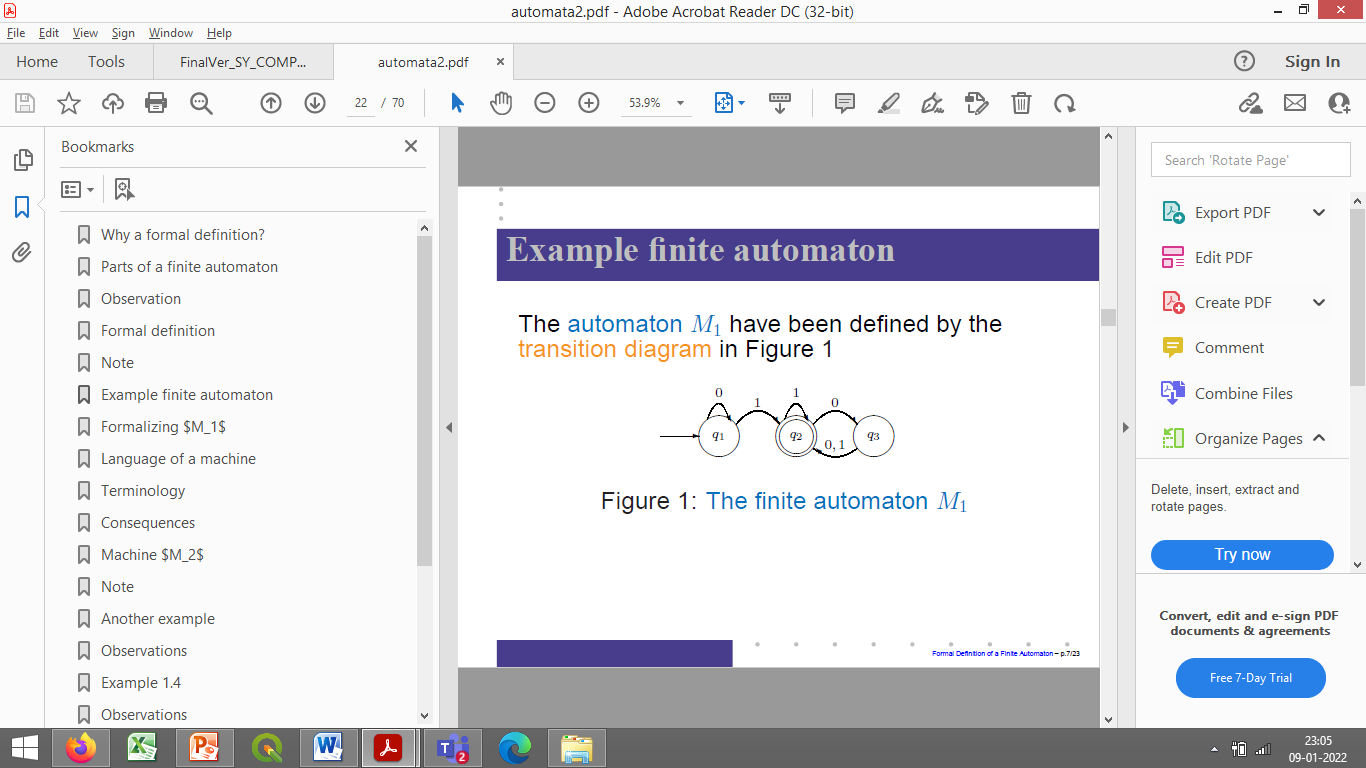 automata2.pdf - Adobe Acrobat Reader DC (32-bit)
File Edit View Sign Window Help
Home Tools FinalVer_SY_COMP... automata2.pdf
Sign In
22 / 70
53.9%
Bookmarks
Why a formal definition?
Parts of a finite automaton
Observation
Formal definition
Note
Example finite automaton
Formalizing $M_1$
Language of a machine
Terminology
Consequences
Machine $M_2$
Note
Another example
Observations
Example 1.4
Observations
Example finite automaton
The automaton M₁ have been defined by the
transition diagram in Figure 1
0 1 1 0
q₁ q₂ q₃
0, 1
Figure 1: The finite automaton M₁
Formal Definition of a Finite Automaton – p.7/23
Search 'Rotate Page'
Export PDF
Edit PDF
Create PDF
Comment
Combine Files
Organize Pages
Delete, insert, extract and
rotate pages.
Try now
Convert, edit and e-sign PDF
documents & agreements
Free 7-Day Trial
2
23:05
09-01-2022